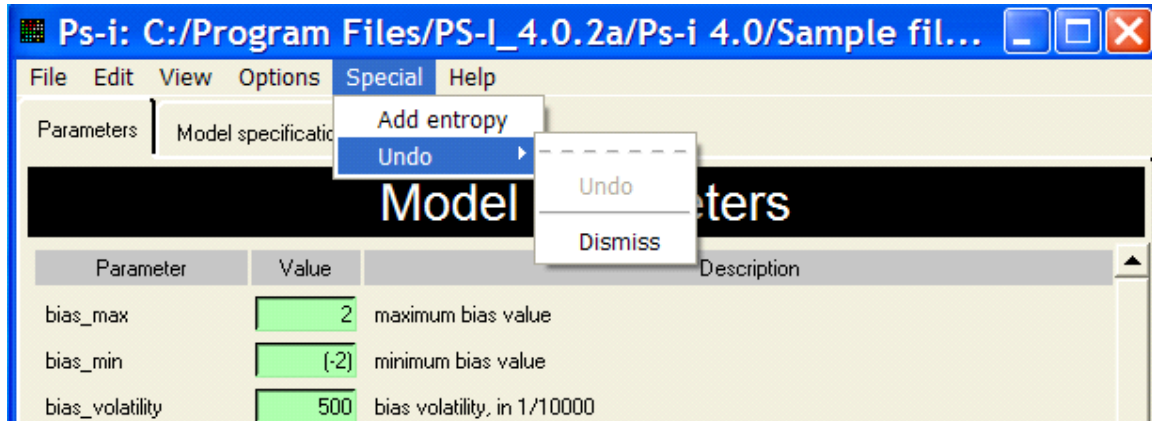 Ps-i: C:/Program Files/PS-I_4.0.2a/Ps-i 4.0/Sample fil...
File Edit View Options Special Help
Parameters Model
Add entropy
Undo
Undo
Dismiss
Model
Parameter Value Description
bias_max 2 maximum bias value
bias_min (-2) minimum bias value
bias_volatility 500 bias volatility, in 1/10000